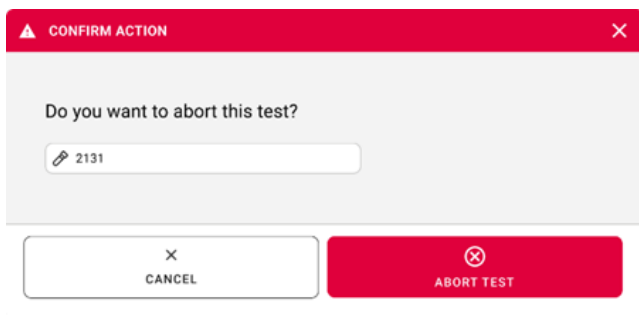 CONFIRM ACTION
Do you want to abort this test?
2131
CANCEL
ABORT TEST